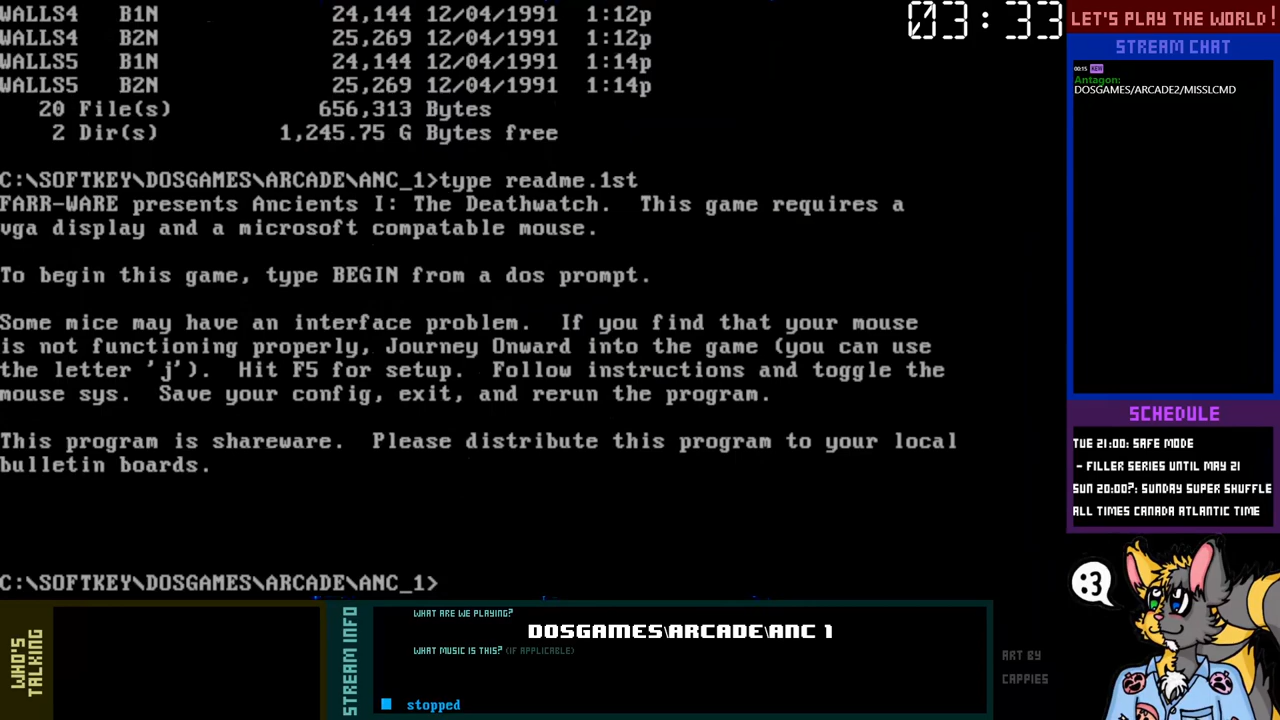 WALLS4   B1N             24,144 12/04/1991   1:12p
WALLS4   B2N             25,269 12/04/1991   1:12p
WALLS5   B1N             24,144 12/04/1991   1:14p
WALLS5   B2N             25,269 12/04/1991   1:14p
20 File(s)           656,313 Bytes
2 Dir(s)         1,245.75 G Bytes free
C:\SOFTKEY\DOSGAMES\ARCADE\ANC_1>type readme.1st
FARR-WARE presents Ancients I: The Deathwatch.  This game requires a
vga display and a microsoft compatable mouse.
To begin this game, type BEGIN from a dos prompt.
Some mice may have an interface problem.  If you find that your mouse
is not functioning properly, Journey Onward into the game (you can use
the letter 'j').  Hit F5 for setup.  Follow instructions and toggle the
mouse sys.  Save your config, exit, and rerun the program.
This program is shareware.  Please distribute this program to your local
bulletin boards.
C:\SOFTKEY\DOSGAMES\ARCADE\ANC_1>
03:33
LET'S PLAY THE WORLD!
STREAM CHAT
00:15 NEW
Antagon:
DOSGAMES/ARCADE2/MISSLCMD
SCHEDULE
TUE 21:00: SAFE MODE
- FILLER SERIES UNTIL MAY 21
SUN 20:00?: SUNDAY SUPER SHUFFLE
ALL TIMES CANADA ATLANTIC TIME
:3
WHO'S
TALKING
STREAM INFO
WHAT ARE WE PLAYING?
DOSGAMES\ARCADE\ANC 1
WHAT MUSIC IS THIS? (IF APPLICABLE)
stopped
ART BY
CAPPIES